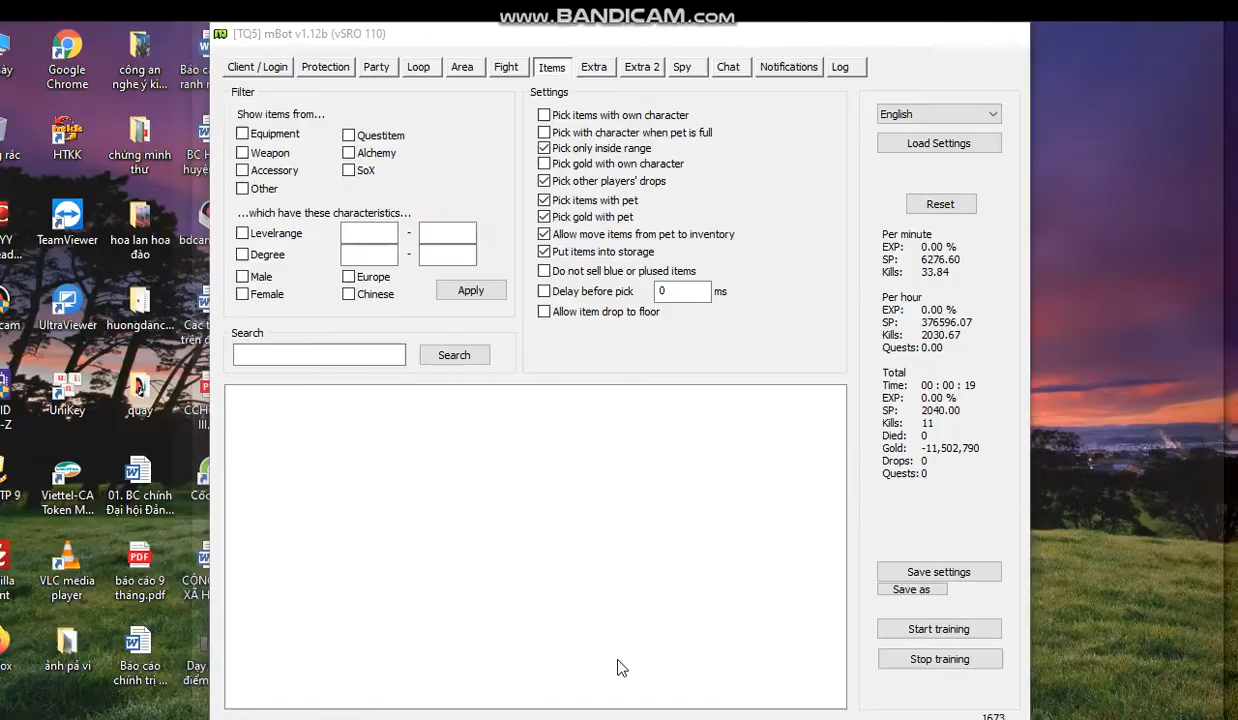 www.BANDICAM.com
[TQ5] mBot v1.12b (vSRO 110)
Client / Login
Protection
Party
Loop
Area
Fight
Items
Extra
Extra 2
Spy
Chat
Notifications
Log
Filter
Show items from...
Equipment
Questitem
Weapon
Alchemy
Accessory
SoX
Other
...which have these characteristics...
Levelrange
-
Degree
-
Male
Europe
Female
Chinese
Apply
Search
Search
Settings
Pick items with own character
Pick with character when pet is full
Pick only inside range
Pick gold with own character
Pick other players' drops
Pick items with pet
Pick gold with pet
Allow move items from pet to inventory
Put items into storage
Do not sell blue or plused items
Delay before pick 0 ms
Allow item drop to floor
English
Load Settings
Reset
Per minute
EXP: 0.00 %
SP: 6276.60
Kills: 33.84
Per hour
EXP: 0.00 %
SP: 376596.07
Kills: 2030.67
Quests: 0.00
Total
Time: 00 : 00 : 19
EXP: 0.00 %
SP: 2040.00
Kills: 11
Died: 0
Gold: -11,502,790
Drops: 0
Quests: 0
Save settings
Save as
Start training
Stop training
1673
Google
Chrome
công an
nghe ý ki...
HTKK
chứng minh
thư
TeamViewer
hoa lan hoa
đào
UltraViewer
huongdanc...
UniKey
quay
Viettel-CA
Token M...
01. BC chính
Đại hội Đản...
VLC media
player
báo cáo 9
tháng.pdf
ảnh pả vi
Báo cáo
chính trị ...